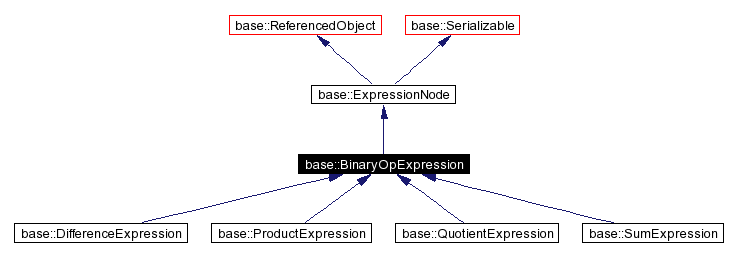 base::ReferencedObject base::Serializable
base::ExpressionNode
base::BinaryOpExpression
base::DifferenceExpression base::ProductExpression base::QuotientExpression base::SumExpression